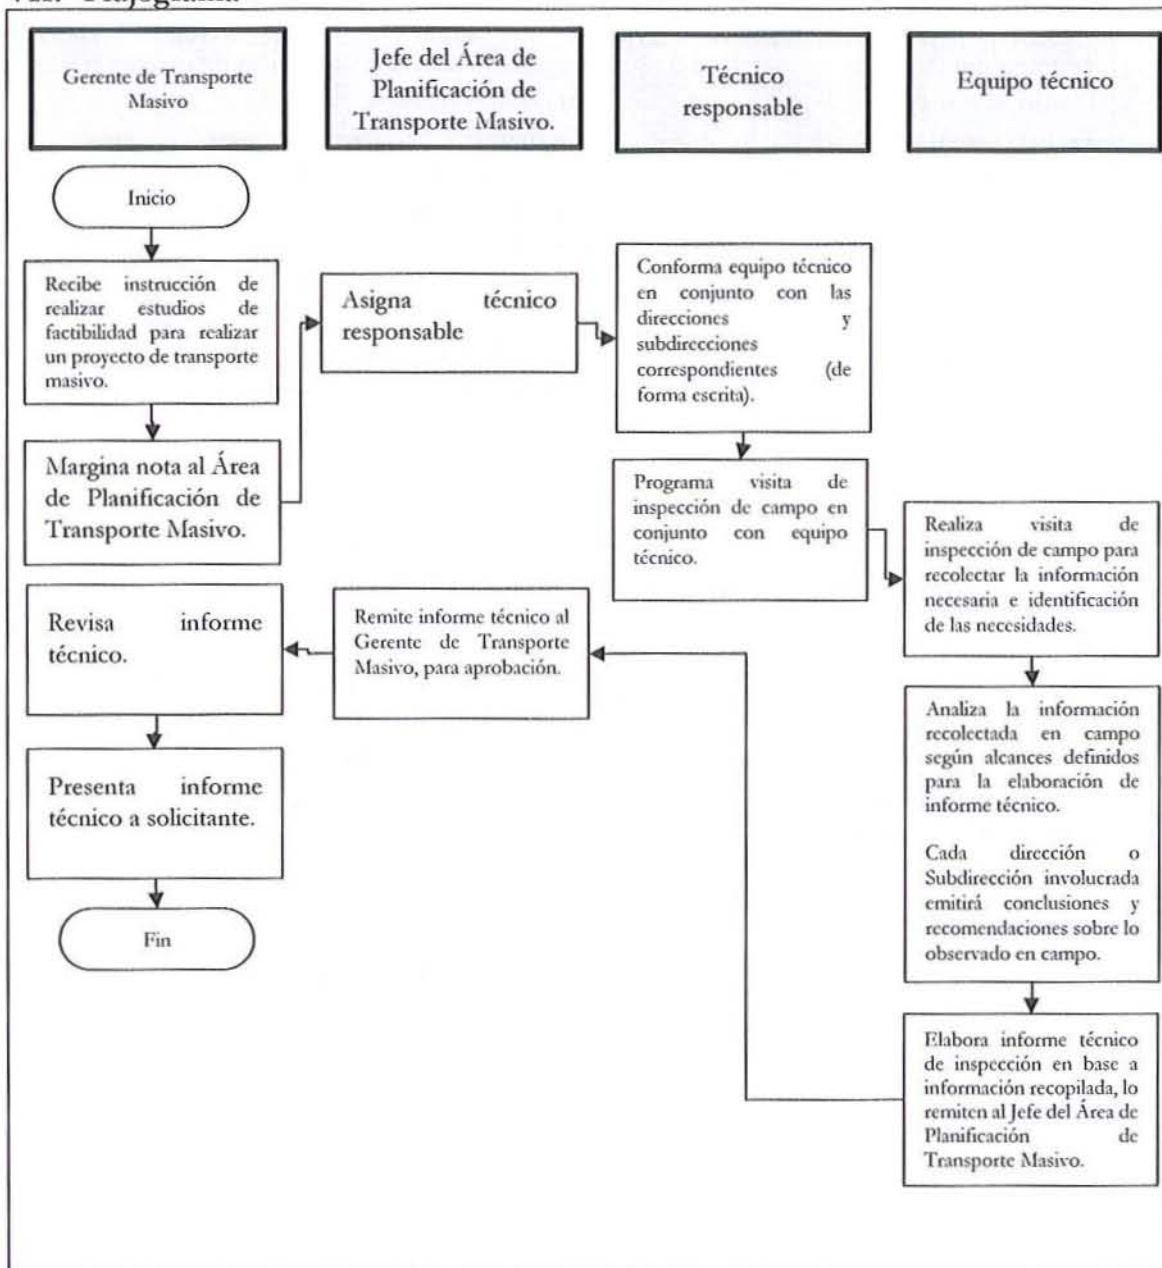 Gerente de Transporte
Masivo
Jefe del Área de
Planificación de
Transporte Masivo.
Técnico
responsable
Equipo técnico
Inicio
Recibe instrucción de
realizar estudios de
factibilidad para realizar
un proyecto de transporte
masivo.
Margina nota al Área
de Planificación de
Transporte Masivo.
Asigna técnico
responsable
Conforma equipo técnico
en conjunto con las
direcciones y
subdirecciones
correspondientes (de
forma escrita).
Programa visita de
inspección de campo en
conjunto con equipo
técnico.
Realiza visita de
inspección de campo para
recolectar la información
necesaria e identificación
de las necesidades.
Analiza la información
recolectada en campo
según alcances definidos
para la elaboración de
informe técnico.
Cada dirección o
Subdirección involucrada
emitirá conclusiones y
recomendaciones sobre lo
observado en campo.
Elabora informe técnico
de inspección en base a
información recopilada, lo
remiten al Jefe del Área de
Planificación de
Transporte Masivo.
Remite informe técnico al
Gerente de Transporte
Masivo, para aprobación.
Revisa informe
técnico.
Presenta informe
técnico a solicitante.
Fin